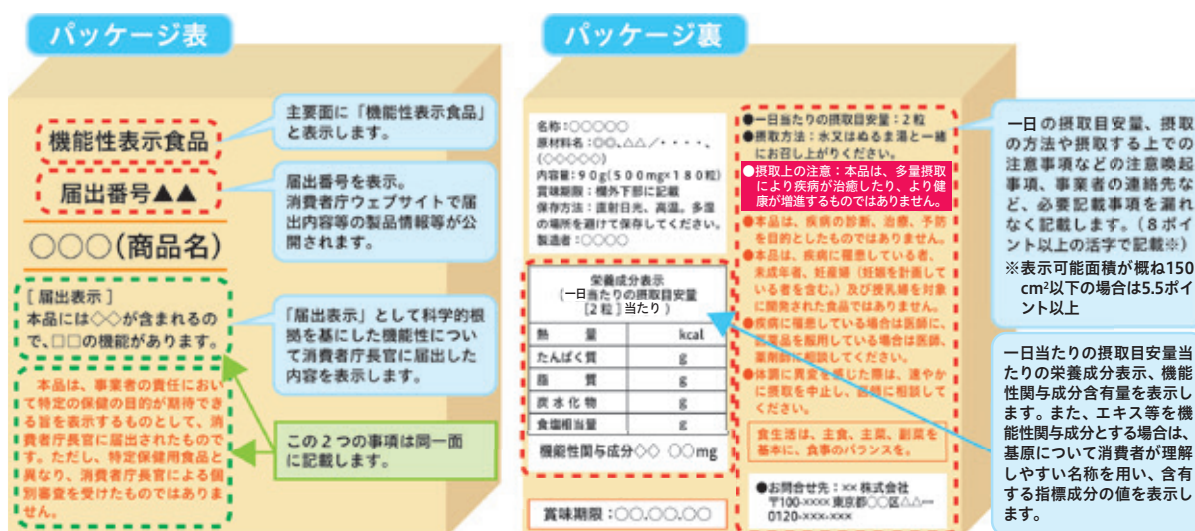 パッケージ表
機能性表示食品
届出番号▲▲
○○○(商品名)
[ 届出表示 ]
本品には◇◇が含まれるの
で、□□の機能があります。
本品は、事業者の責任におい
て特定の保健の目的が期待でき
る旨を表示するものとして、消
費者庁長官に届出されたもので
す。ただし、特定保健用食品と
異なり、消費者庁長官による個
別審査を受けたものではありま
せん。
主要面に「機能性表示食品」
と表示します。
届出番号を表示。
消費者庁ウェブサイトで届
出内容等の製品情報等が公
開されます。
「届出表示」として科学的根
拠を基にした機能性につい
て消費者庁長官に届出した
内容を表示します。
この2つの事項は同一面
に記載します。
パッケージ裏
名称:○○○○○
原材料名:○○、△△/・・・・、
(◇◇◇◇◇)
内容量:90g(500mg×180粒)
賞味期限:欄外下部に記載
保存方法:直射日光、高温、多湿
の場所を避けて保存してください。
製造者:○○○○
栄養成分表示
(一日当たりの摂取目安量
[2粒]当たり)
熱量 kcal
たんぱく質 g
脂質 g
炭水化物 g
食塩相当量 g
機能性関与成分◇◇ ○○mg
賞味期限:○○.○○.○○
●一日当たりの摂取目安量:2粒
●摂取方法:水又はぬるま湯と一緒
にお召し上がりください。
●摂取上の注意:本品は、多量摂取
により疾病が治癒したり、より健
康が増進するものではありません。
●本品は、疾病の診断、治療、予防
を目的としたものではありません。
●本品は、疾病に罹患している者、
未成年者、妊産婦(妊娠を計画して
いる者を含む。)及び授乳婦を対象
に開発された食品ではありません。
●疾病に罹患している場合は医師に、
医薬品を服用している場合は医師、
薬剤師に相談してください。
●体調に異変を感じた際は、速やか
に摂取を中止し、医師に相談して
ください。
食生活は、主食、主菜、副菜を
基本に、食事のバランスを。
●お問合せ先:××株式会社
〒100-×××× 東京都○○区△△ー
0120-×××-×××
一日の摂取目安量、摂取
の方法や摂取する上での
注意事項などの注意喚起
事項、事業者の連絡先な
ど、必要記載事項を漏れ
なく記載します。(8ポイ
ント以上の活字で記載※)
※表示可能面積が概ね150
cm²以下の場合は5.5ポイ
ント以上
一日当たりの摂取目安量当
たりの栄養成分表示、機能
性関与成分含有量を表示し
ます。また、エキス等を機
能性関与成分とする場合は、
基原について消費者が理解
しやすい名称を用い、含有
する指標成分の値を表示し
ます。